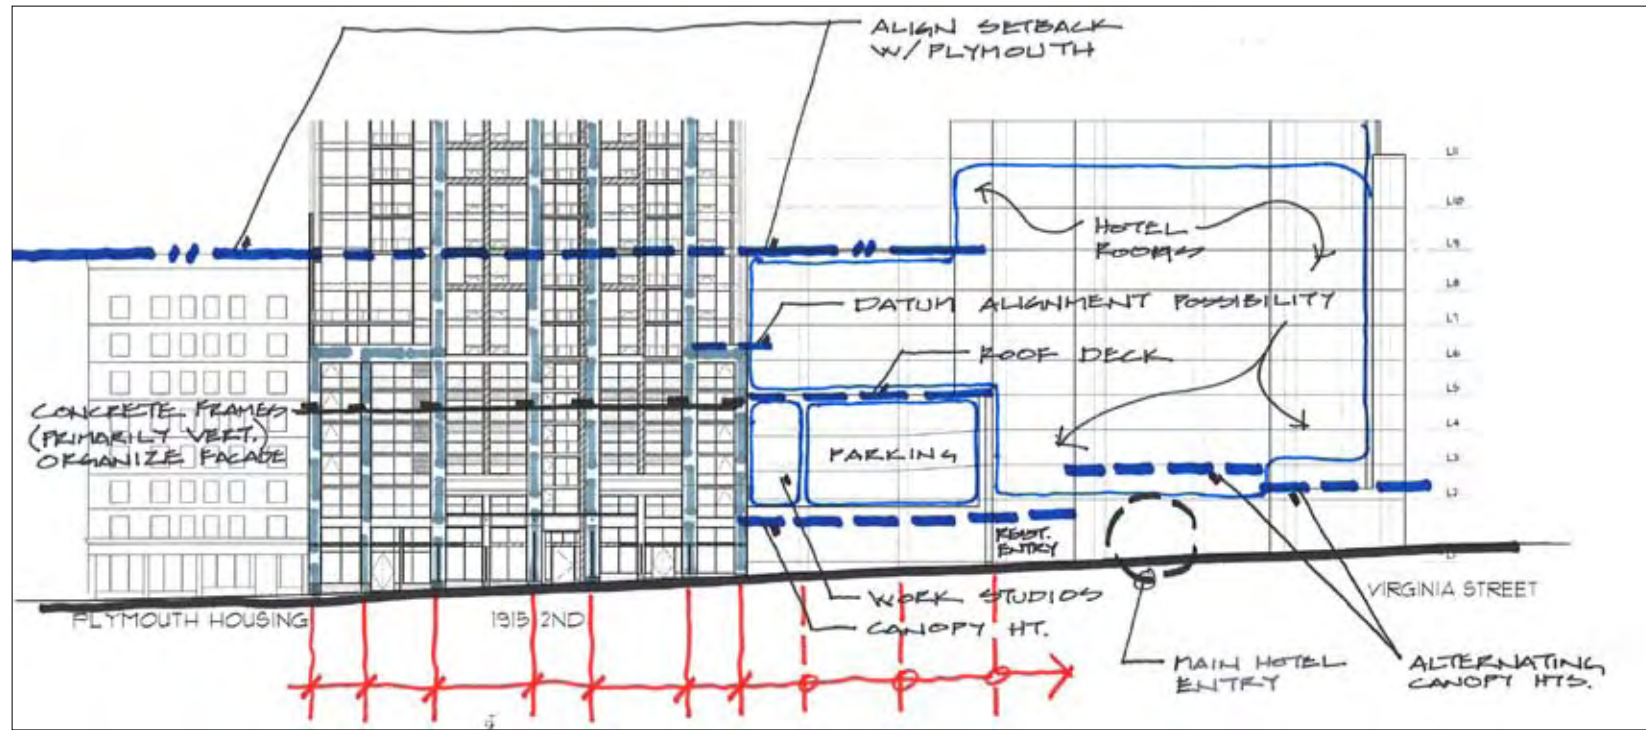 ALIGN SETBACK
W/ PLYMOUTH
L11
L10
HOTEL
ROOMS
L9
L8
DATUM ALIGNMENT POSSIBILITY
L7
ROOF DECK
L6
L5
CONCRETE FRAMES
(PRIMARILY VERT.)
ORGANIZE FACADE
L4
PARKING
L3
L2
REST.
ENTRY
L1
WORK STUDIOS
CANOPY HT.
VIRGINIA STREET
PLYMOUTH HOUSING
1915 2ND
MAIN HOTEL
ENTRY
ALTERNATING
CANOPY HTS.